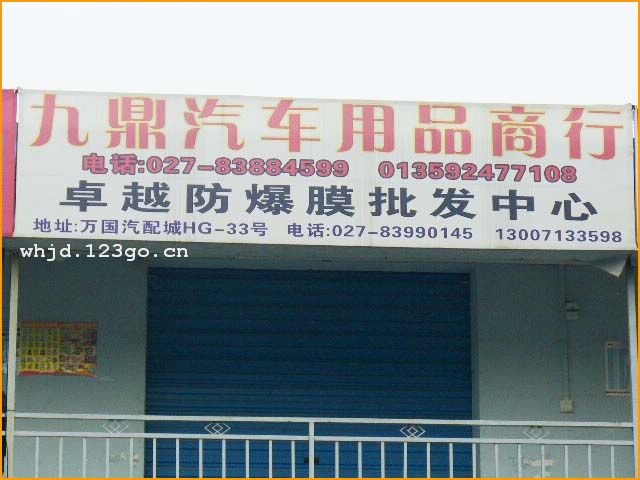 九鼎汽车用品商行
电话:027-83884599 013592477108
卓越防爆膜批发中心
地址:万国汽配城HG-33号 电话:027-83990145 13007133598
whjd.123go.cn